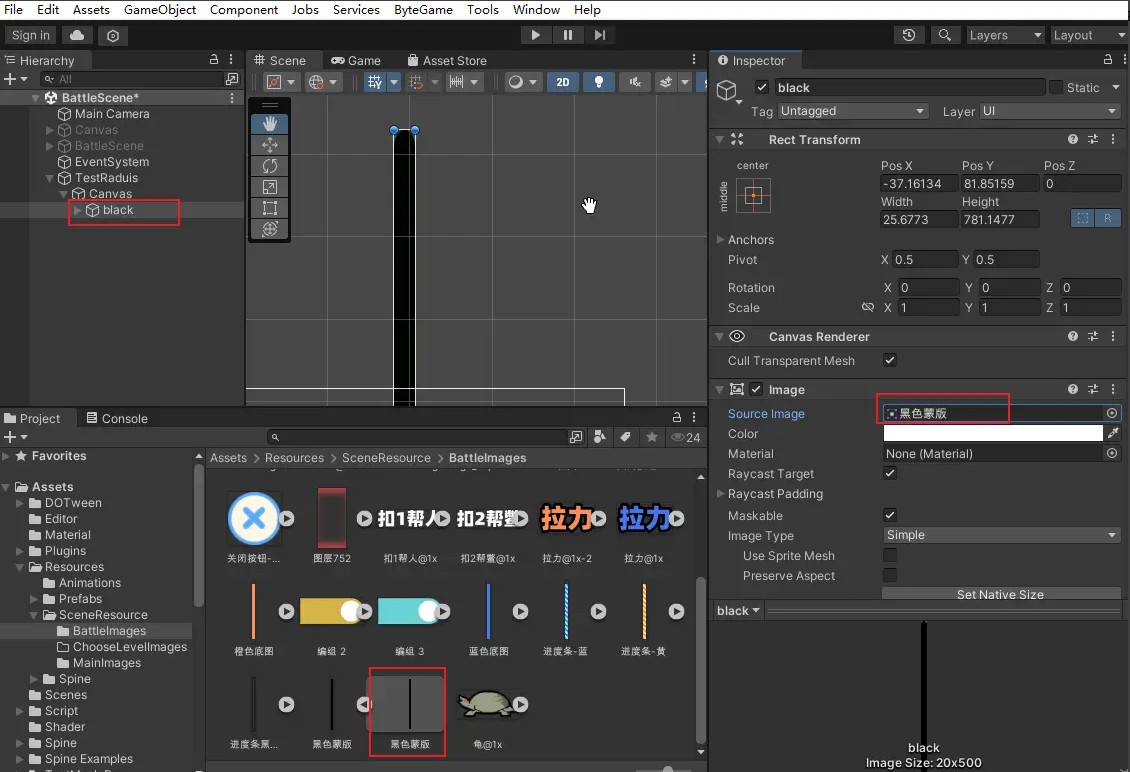 File Edit Assets GameObject Component Jobs Services ByteGame Tools Window Help
Sign in Layers Layout
Hierarchy
All
BattleScene*
Main Camera
Canvas
BattleScene
EventSystem
TestRaduis
Canvas
black
Scene Game Asset Store
2D
Inspector
black Static
Tag Untagged Layer UI
Rect Transform
center
middle
Pos X Pos Y Pos Z
-37.16134 81.85159 0
Width Height
25.6773 781.1477
R
Anchors
Pivot X 0.5 Y 0.5
Rotation X 0 Y 0 Z 0
Scale X 1 Y 1 Z 1
Canvas Renderer
Cull Transparent Mesh
Image
Source Image 黑色蒙版
Color
Material None (Material)
Raycast Target
Raycast Padding
Maskable
Image Type Simple
Use Sprite Mesh
Preserve Aspect
Set Native Size
black
black
Image Size: 20x500
Project Console
24
Favorites
Assets
DOTween
Editor
Material
Plugins
Resources
Animations
Prefabs
SceneResource
BattleImages
ChooseLevelImages
MainImages
Spine
Scenes
Script
Shader
Spine
Spine Examples
Assets > Resources > SceneResource > BattleImages
扣1帮人 扣2帮鳖 拉力 拉力
关闭按钮-... 图层752 扣1帮人@1x 扣2帮鳖@1x 拉力@1x-2 拉力@1x
橙色底图 编组 2 编组 3 蓝色底图 进度条-蓝 进度条-黄
进度条黑... 黑色蒙版 黑色蒙版 龟@1x